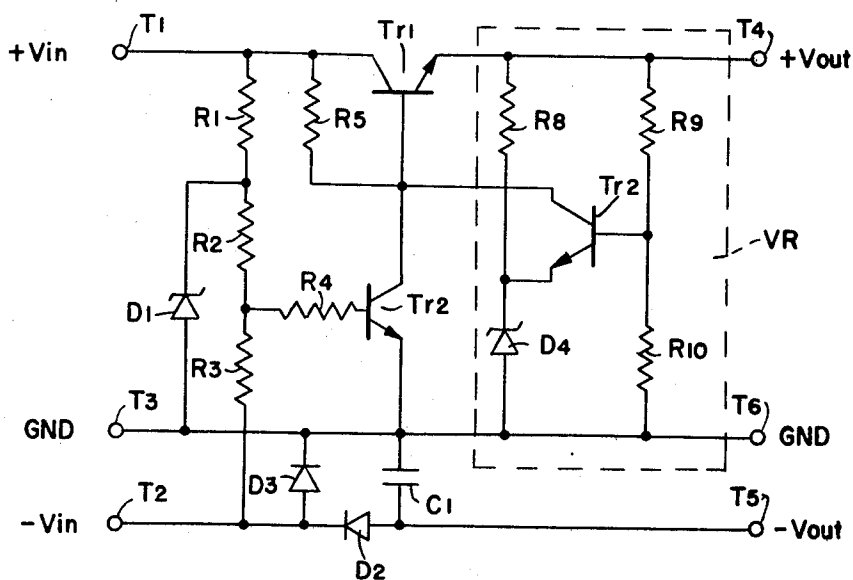 T1
Tr1
T4
+Vin
+Vout
R1
R5
R8
R9
Tr2
R2
VR
R4
D1
Tr2
D4
R3
R10
T3
T6
GND
GND
D3
C1
T2
T5
-Vin
-Vout
D2